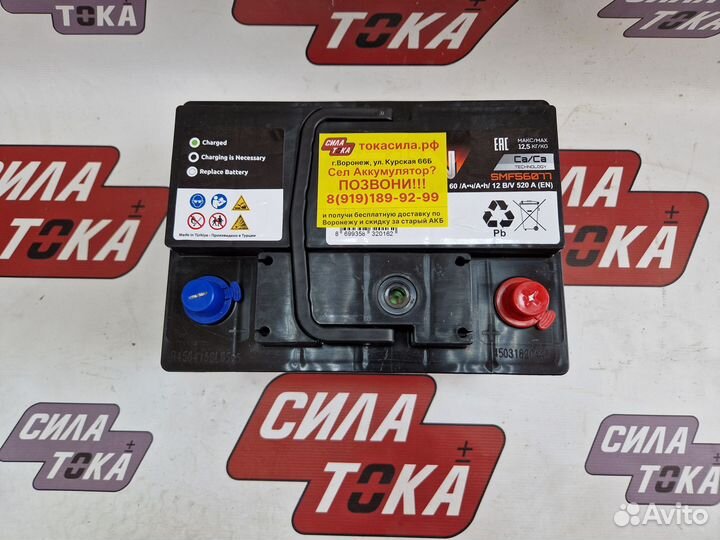 СИЛА
ТОКА
СИЛА
ТОКА
Charged
Charging is Necessary
Replace Battery
Made in Türkiye - Произведено в Турции
СИЛА
ТОКА
токасила.рф
г.Воронеж, ул. Курская 66Б
Сел Аккумулятор?
ПОЗВОНИ!!!
8(919)189-92-99
и получи бесплатную доставку по
Воронежу и скидку за старый АКБ
8 699356 320162
EAC
МАКС/MAX
12,5 КГ/KG
Ca/Ca
TECHNOLOGY
SMF56077
60 /А•ч/A•h/ 12 В/V 520 А (EN)
Pb
СИЛА
ТОКА
СИЛА
ТОКА
СИЛА
ТОКА
СИЛА
ТОКА
Avito